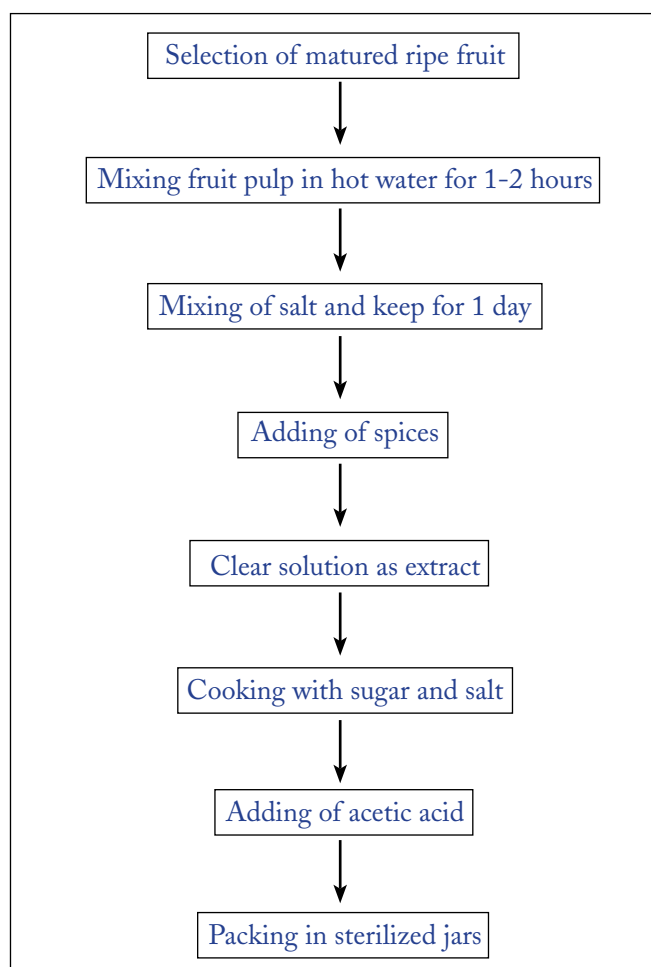 Selection of matured ripe fruit
Mixing fruit pulp in hot water for 1-2 hours
Mixing of salt and keep for 1 day
Adding of spices
Clear solution as extract
Cooking with sugar and salt
Adding of acetic acid
Packing in sterilized jars